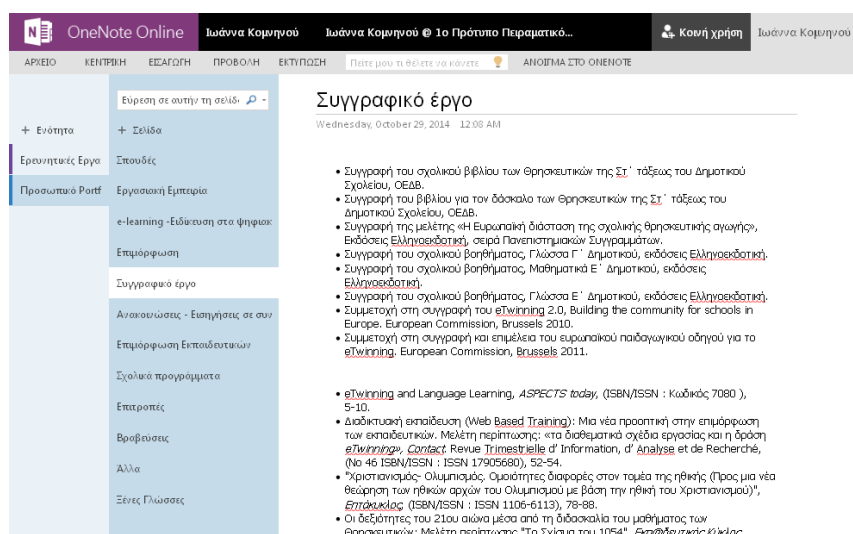 OneNote Online
Ιωάννα Κομνηνού
Ιωάννα Κομνηνού @ 1ο Πρότυπο Πειραματικό...
Κοινή χρήση
Ιωάννα Κομνηνού
ΑΡΧΕΙΟ ΚΕΝΤΡΙΚΗ ΕΙΣΑΓΩΓΗ ΠΡΟΒΟΛΗ ΕΚΤΥΠΩΣΗ Πείτε μου τι θέλετε να κάνετε ΑΝΟΙΓΜΑ ΣΤΟ ONENOTE
+ Ενότητα
Ερευνητικές Εργα
Προσωπικό Portf
Εύρεση σε αυτήν τη σελίδ
+ Σελίδα
Σπουδές
Εργασιακή Εμπειρία
e-learning -Ειδίκευση στα ψηφιακ
Επιμόρφωση
Συγγραφικό έργο
Ανακοινώσεις - Εισηγήσεις σε συν
Επιμόρφωση Εκπαιδευτικών
Σχολικά προγράμματα
Επιτροπές
Βραβεύσεις
Άλλα
Ξένες Γλώσσες
Συγγραφικό έργο
Wednesday, October 29, 2014 12:08 AM
• Συγγραφή του σχολικού βιβλίου των Θρησκευτικών της Στ΄ τάξεως του Δημοτικού
Σχολείου, ΟΕΔΒ.
• Συγγραφή του βιβλίου για τον δάσκαλο των Θρησκευτικών της Στ΄ τάξεως του
Δημοτικού Σχολείου, ΟΕΔΒ.
• Συγγραφή της μελέτης «Η Ευρωπαϊκή διάσταση της σχολικής θρησκευτικής αγωγής»,
Εκδόσεις Ελληνοεκδοτική, σειρά Πανεπιστημιακών Συγγραμμάτων.
• Συγγραφή του σχολικού βοηθήματος, Γλώσσα Γ΄ Δημοτικού, εκδόσεις Ελληνοεκδοτική.
• Συγγραφή του σχολικού βοηθήματος, Μαθηματικά Ε΄ Δημοτικού, εκδόσεις
Ελληνοεκδοτική.
• Συγγραφή του σχολικού βοηθήματος, Γλώσσα Ε΄ Δημοτικού, εκδόσεις Ελληνοεκδοτική.
• Συμμετοχή στη συγγραφή του eTwinning 2.0, Building the community for schools in
Europe. European Commission, Brussels 2010.
• Συμμετοχή στη συγγραφή και επιμέλεια του ευρωπαϊκού παιδαγωγικού οδηγού για το
eTwinning. European Commission, Brussels 2011.
• eTwinning and Language Learning, ASPECTS today, (ISBN/ISSN : Κωδικός 7080 ),
5-10.
• Διαδικτυακή εκπαίδευση (Web Based Training): Μια νέα προοπτική στην επιμόρφωση
των εκπαιδευτικών. Μελέτη περίπτωσης: «τα διαθεματικά σχέδια εργασίας και η δράση
eTwinning», Contact. Revue Trimestrielle d' Information, d' Analyse et de Recherché,
(No 46 ISBN/ISSN : ISSN 17905680), 52-54.
• "Χριστιανισμός- Ολυμπισμός. Ομοιότητες διαφορές στον τομέα της ηθικής (Προς μια νέα
θεώρηση των ηθικών αρχών του Ολυμπισμού με βάση την ηθική του Χριστιανισμού)",
Επτάκυκλος, (ISBN/ISSN : ISSN 1106-6113), 78-88.
• Οι δεξιότητες του 21ου αιώνα μέσα από τη διδασκαλία του μαθήματος των
Θρησκευτικών: Μελέτη περίπτωσης "Το Σχίσμα του 1054", Εκπ@δευτικός Κύκλος,